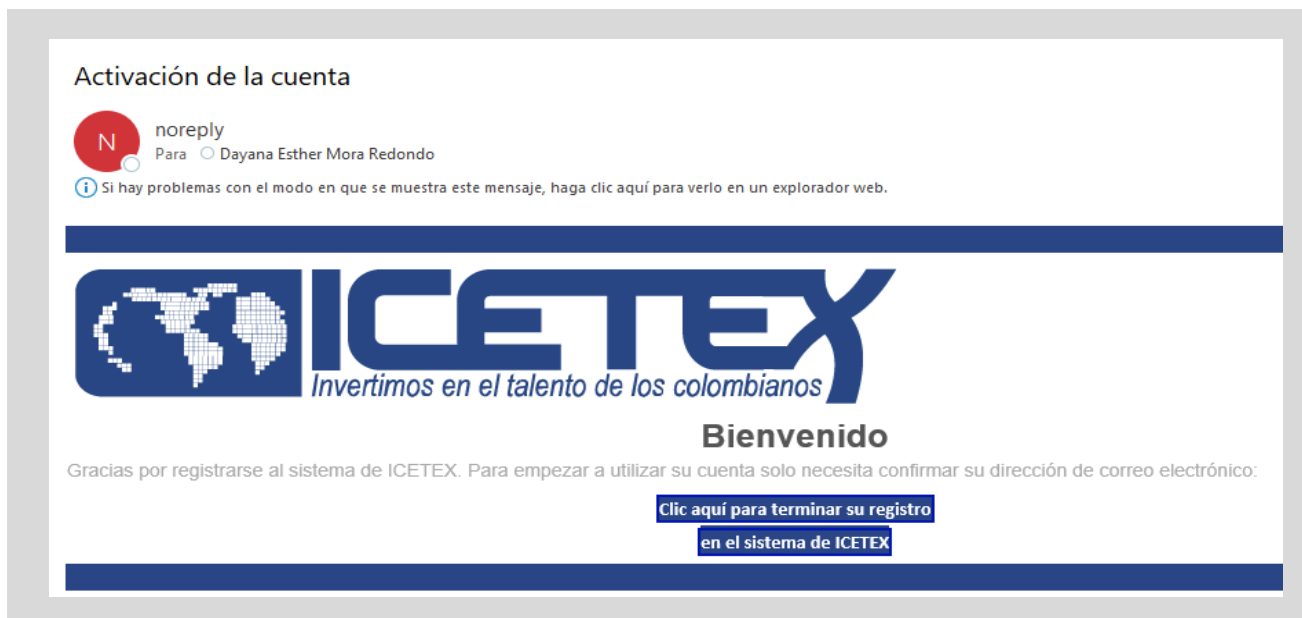 Activación de la cuenta
N
noreply
Para Dayana Esther Mora Redondo
i Si hay problemas con el modo en que se muestra este mensaje, haga clic aquí para verlo en un explorador web.
ICETEX
Invertimos en el talento de los colombianos
Bienvenido
Gracias por registrarse al sistema de ICETEX. Para empezar a utilizar su cuenta solo necesita confirmar su dirección de correo electrónico:
Clic aquí para terminar su registro
en el sistema de ICETEX